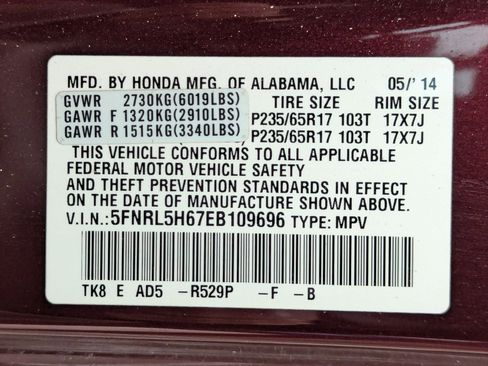 MFD. BY HONDA MFG. OF ALABAMA, LLC 05/'14
GVWR 2730KG(6019LBS) TIRE SIZE RIM SIZE
GAWR F 1320KG(2910LBS) P235/65R17 103T 17X7J
GAWR R 1515KG(3340LBS) P235/65R17 103T 17X7J
THIS VEHICLE CONFORMS TO ALL APPLICABLE
FEDERAL MOTOR VEHICLE SAFETY
AND THEFT PREVENTION STANDARDS IN EFFECT
ON THE DATE OF MANUFACTURE SHOWN ABOVE.
V.I.N.: 5FNRL5H67EB109696 TYPE: MPV
TK8 E AD5 -R529P -F -B